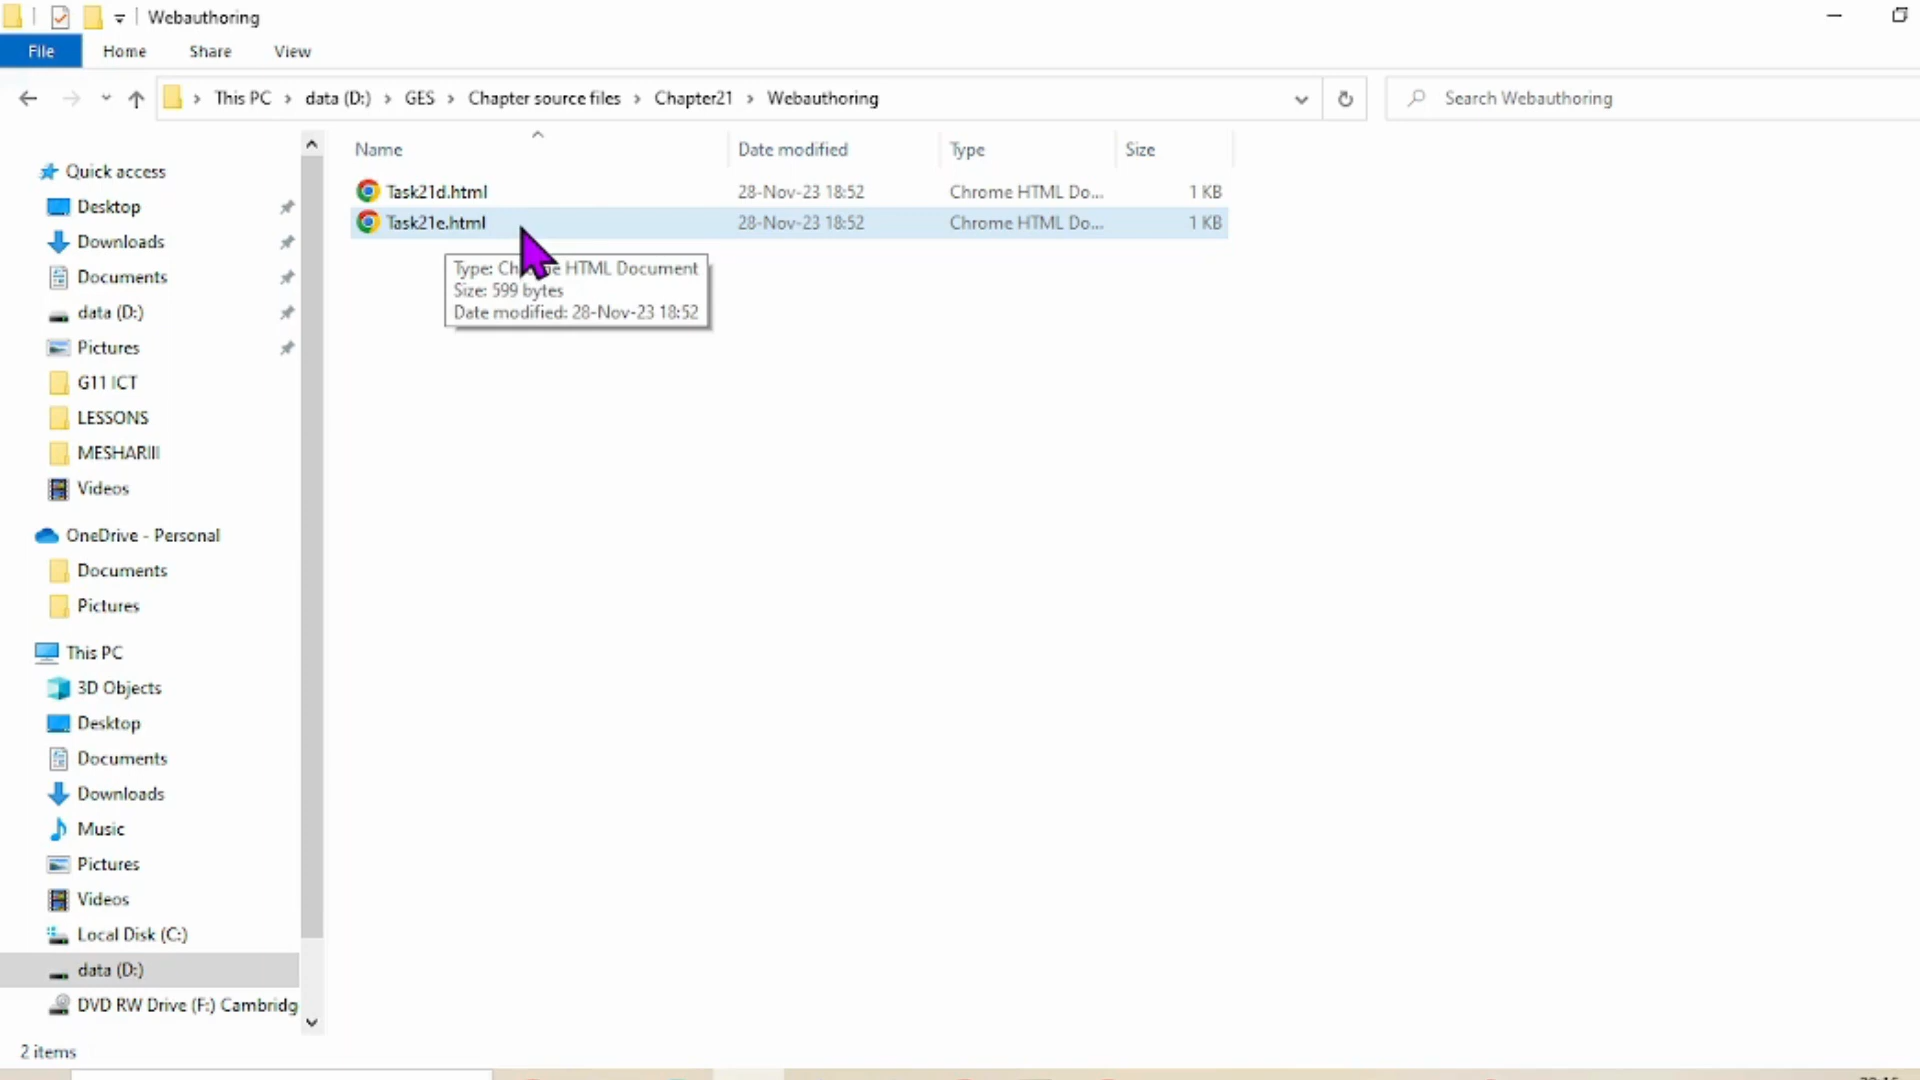 Webauthoring
File Home Share View
This PC data (D:) GES Chapter source files Chapter21 Webauthoring Search Webauthoring
Name Date modified Type Size
Task21d.html 28-Nov-23 18:52 Chrome HTML Do... 1 KB
Task21e.html 28-Nov-23 18:52 Chrome HTML Do... 1 KB
Type: HTML Document
Size: 599 bytes
Date modified: 28-Nov-23 18:52
Quick access
Desktop
Downloads
Documents
data (D:)
Pictures
G11 ICT
LESSONS
MESHARIII
Videos
OneDrive - Personal
Documents
Pictures
This PC
3D Objects
Desktop
Documents
Downloads
Music
Pictures
Videos
Local Disk (C:)
data (D:)
DVD RW Drive (F:) Cambridg
2 items